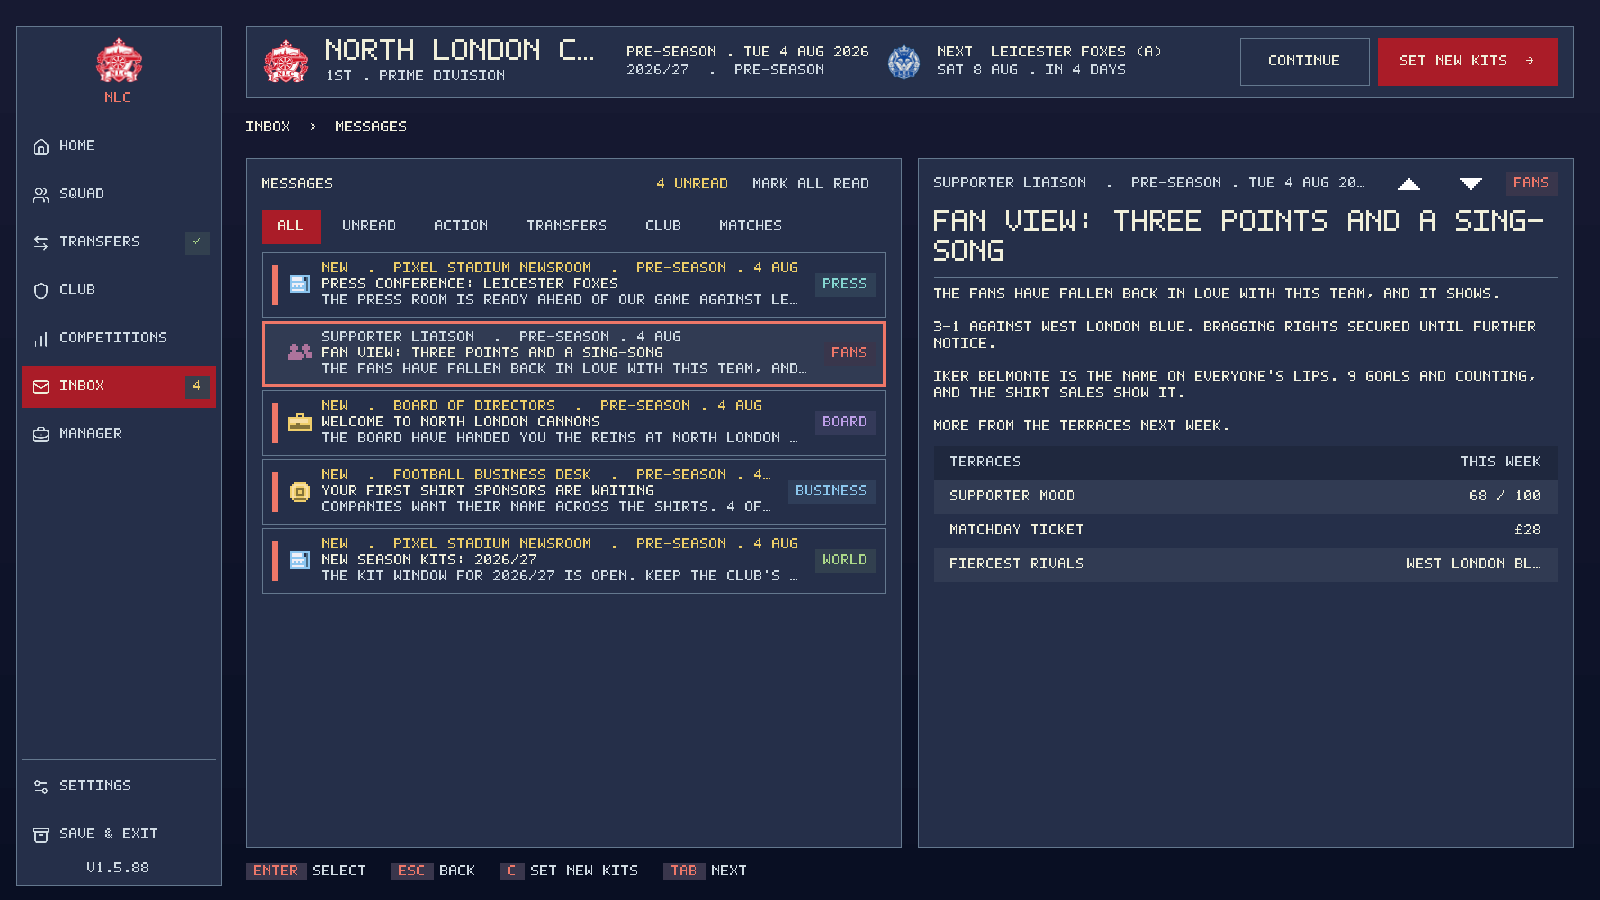 NLC
HOME
SQUAD
TRANSFERS
CLUB
COMPETITIONS
INBOX 4
MANAGER
SETTINGS
SAVE & EXIT
V1.5.88
NORTH LONDON C…
1ST . PRIME DIVISION
PRE-SEASON . TUE 4 AUG 2026
2026/27 . PRE-SEASON
NEXT LEICESTER FOXES (A)
SAT 8 AUG . IN 4 DAYS
CONTINUE
SET NEW KITS →
INBOX › MESSAGES
MESSAGES
4 UNREAD
MARK ALL READ
ALL UNREAD ACTION TRANSFERS CLUB MATCHES
NEW . PIXEL STADIUM NEWSROOM . PRE-SEASON . 4 AUG
PRESS CONFERENCE: LEICESTER FOXES
THE PRESS ROOM IS READY AHEAD OF OUR GAME AGAINST LE…
PRESS
SUPPORTER LIAISON . PRE-SEASON . 4 AUG
FAN VIEW: THREE POINTS AND A SING-SONG
THE FANS HAVE FALLEN BACK IN LOVE WITH THIS TEAM, AND…
FANS
NEW . BOARD OF DIRECTORS . PRE-SEASON . 4 AUG
WELCOME TO NORTH LONDON CANNONS
THE BOARD HAVE HANDED YOU THE REINS AT NORTH LONDON …
BOARD
NEW . FOOTBALL BUSINESS DESK . PRE-SEASON . 4…
YOUR FIRST SHIRT SPONSORS ARE WAITING
COMPANIES WANT THEIR NAME ACROSS THE SHIRTS. 4 OF…
BUSINESS
NEW . PIXEL STADIUM NEWSROOM . PRE-SEASON . 4 AUG
NEW SEASON KITS: 2026/27
THE KIT WINDOW FOR 2026/27 IS OPEN. KEEP THE CLUB'S …
WORLD
SUPPORTER LIAISON . PRE-SEASON . TUE 4 AUG 20…
FANS
FAN VIEW: THREE POINTS AND A SING-
SONG
THE FANS HAVE FALLEN BACK IN LOVE WITH THIS TEAM, AND IT SHOWS.
3-1 AGAINST WEST LONDON BLUE. BRAGGING RIGHTS SECURED UNTIL FURTHER
NOTICE.
IKER BELMONTE IS THE NAME ON EVERYONE'S LIPS. 9 GOALS AND COUNTING,
AND THE SHIRT SALES SHOW IT.
MORE FROM THE TERRACES NEXT WEEK.
TERRACES THIS WEEK
SUPPORTER MOOD 68 / 100
MATCHDAY TICKET £28
FIERCEST RIVALS WEST LONDON BL…
ENTER SELECT ESC BACK C SET NEW KITS TAB NEXT